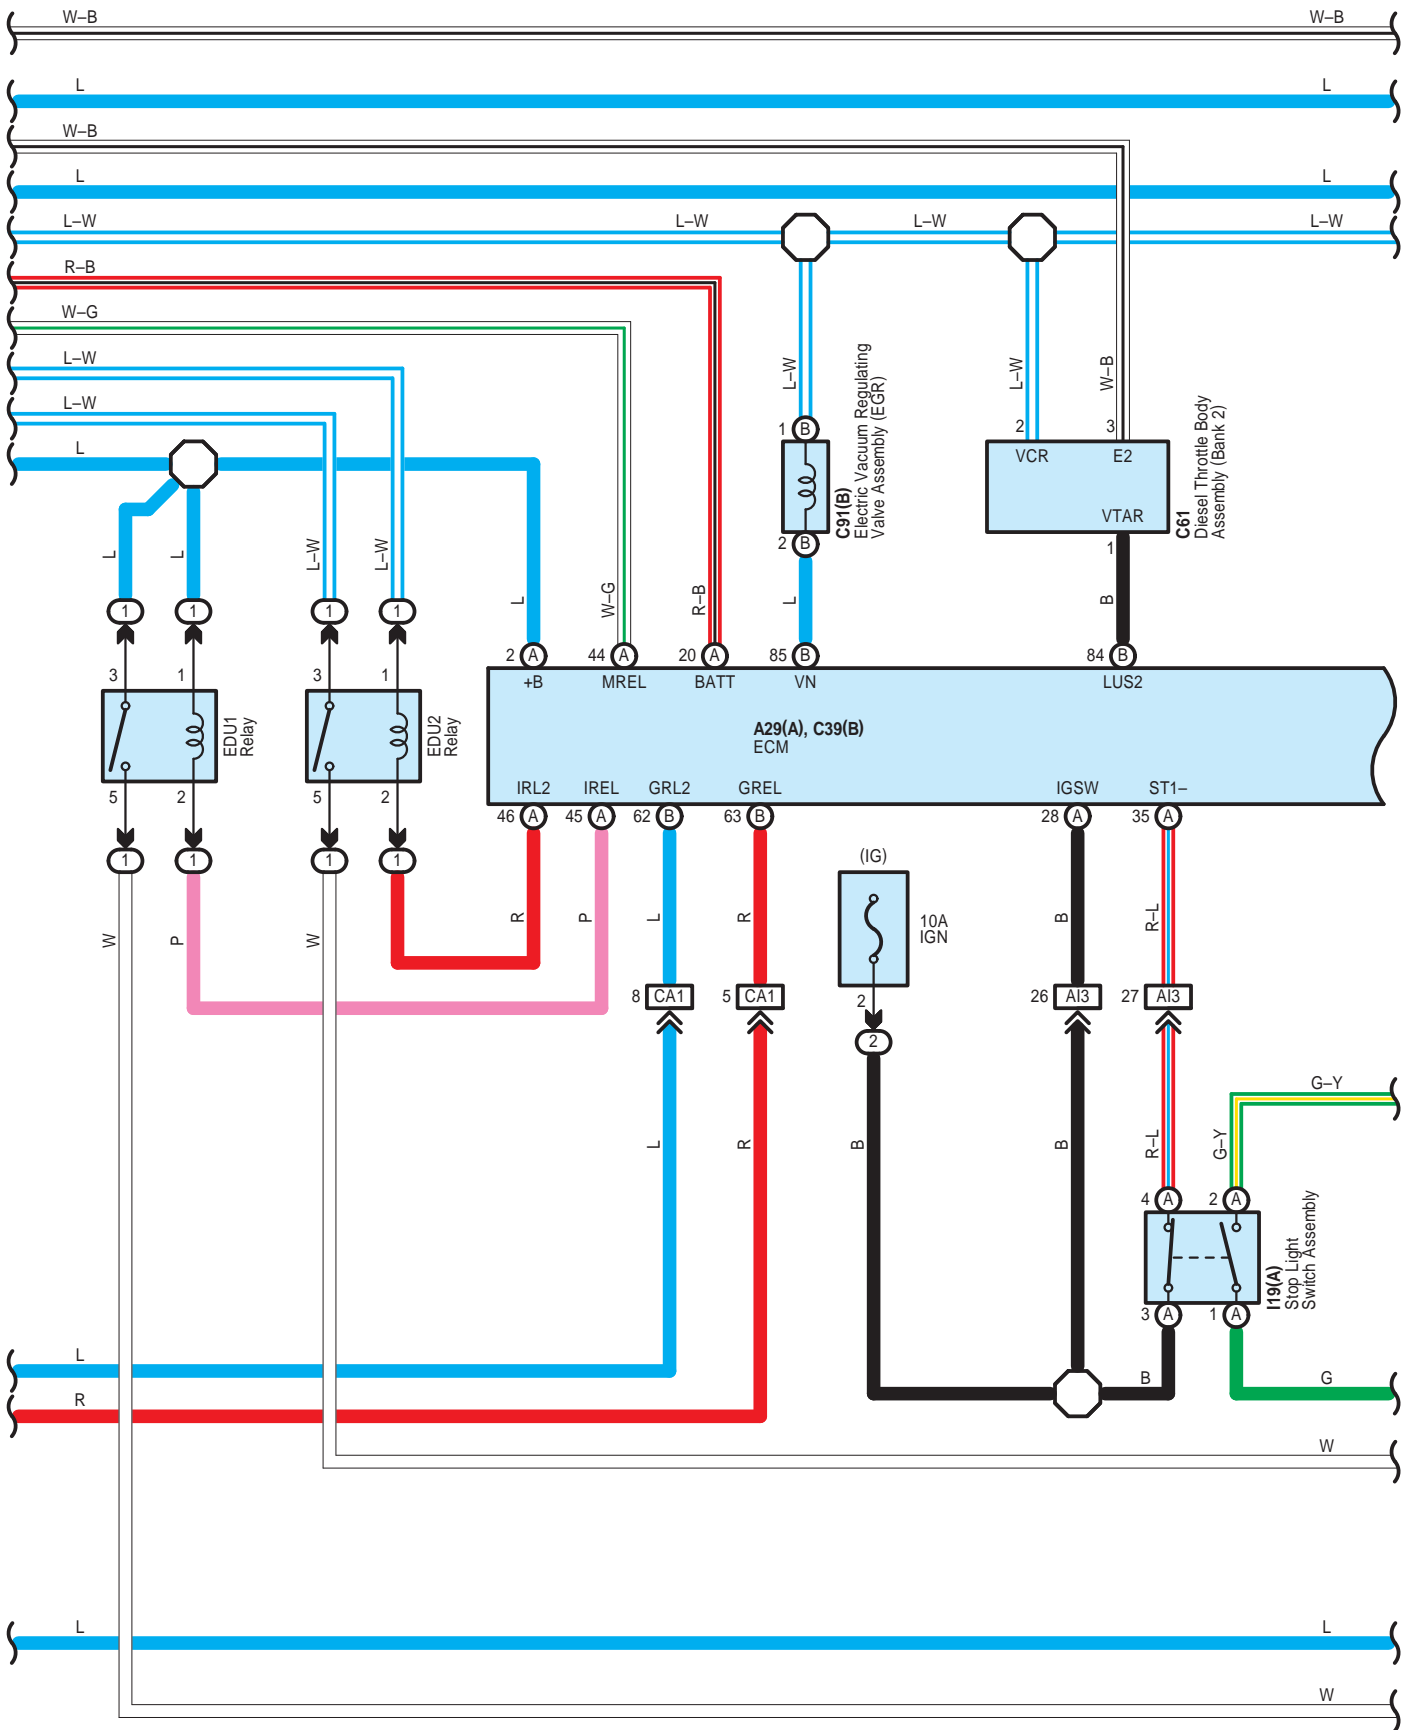 W–B W–B
L L
W–B
L L
L–W L–W L–W L–W
R–B
W–G
L–W
L–W
L
L–W
L–W
W–B
1 B
2 3
VCR E2
VTAR
C91(B)
Electric Vacuum Regulating
Valve Assembly (EGR)
C61
Diesel Throttle Body
Assembly (Bank 2)
2 B
1
L L L–W L–W
L W–G R–B L B
1 1 1 1
2 A 44 A 20 A 85 B 84 B
+B MREL BATT VN LUS2
3 1 3 1
EDU1
Relay
EDU2
Relay
A29(A), C39(B)
ECM
5 2 5 2
IRL2 IREL GRL2 GREL IGSW ST1–
46 A 45 A 62 B 63 B 28 A 35 A
1 1 1 1
(IG)
10A
IGN
W P W R P L R B R–L
8 CA1 5 CA1 2 26 AI3 27 AI3
2
G–Y
L R B B R–L G–Y
4 A 2 A
I19(A)
Stop Light
Switch Assembly
3 A 1 A
L
B G
R
W
L L
W